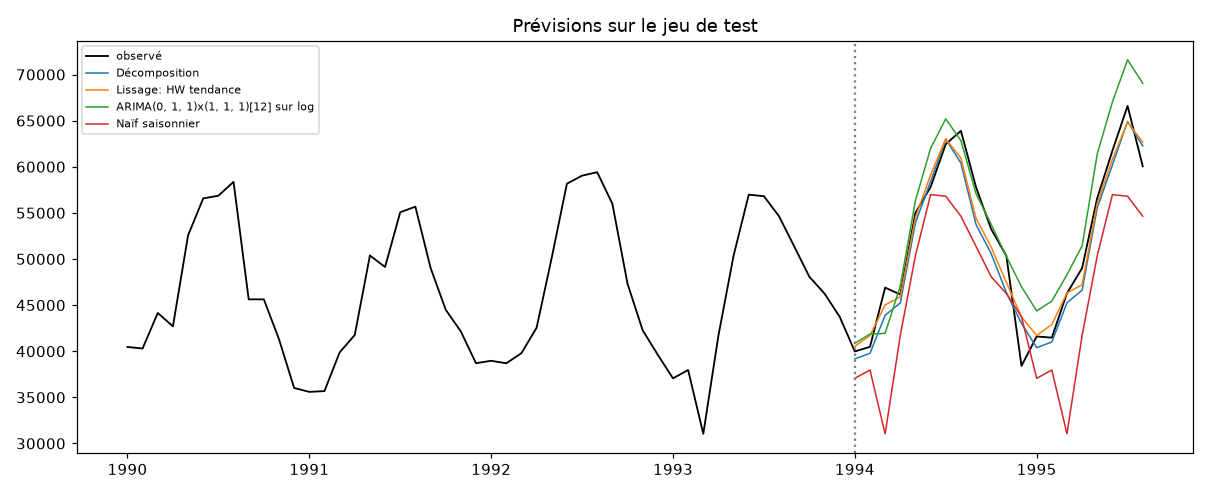 Prévisions sur le jeu de test
observé
Décomposition
Lissage: HW tendance
ARIMA(0, 1, 1)x(1, 1, 1)[12] sur log
Naïf saisonnier
70000
65000
60000
55000
50000
45000
40000
35000
30000
1990 1991 1992 1993 1994 1995